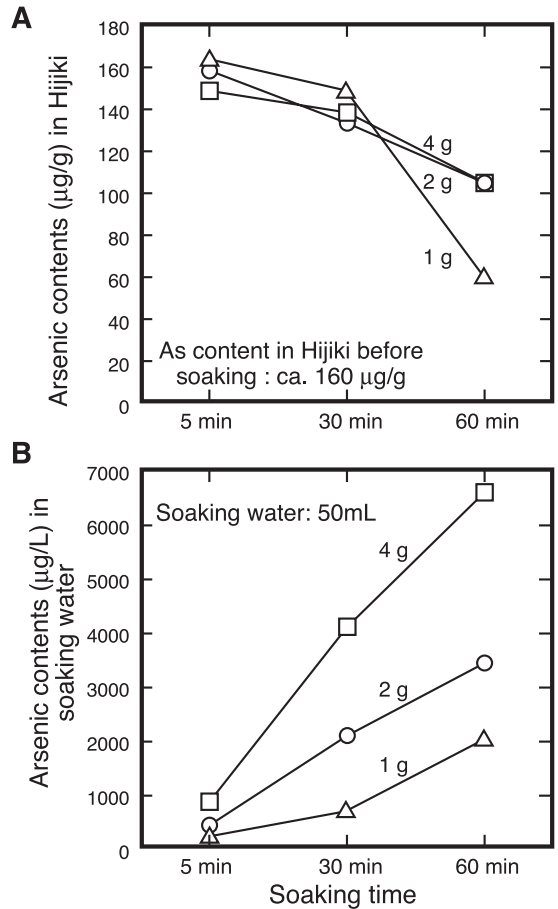 A
Arsenic contents (μg/g) in Hijiki
180
160
140
120
100
80
60
40
20
0
4 g
2 g
1 g
As content in Hijiki before
soaking : ca. 160 μg/g
5 min
30 min
60 min
B
Arsenic contents (μg/L) in
soaking water
7000
6000
5000
4000
3000
2000
1000
0
Soaking water: 50mL
4 g
2 g
1 g
5 min
30 min
60 min
Soaking time